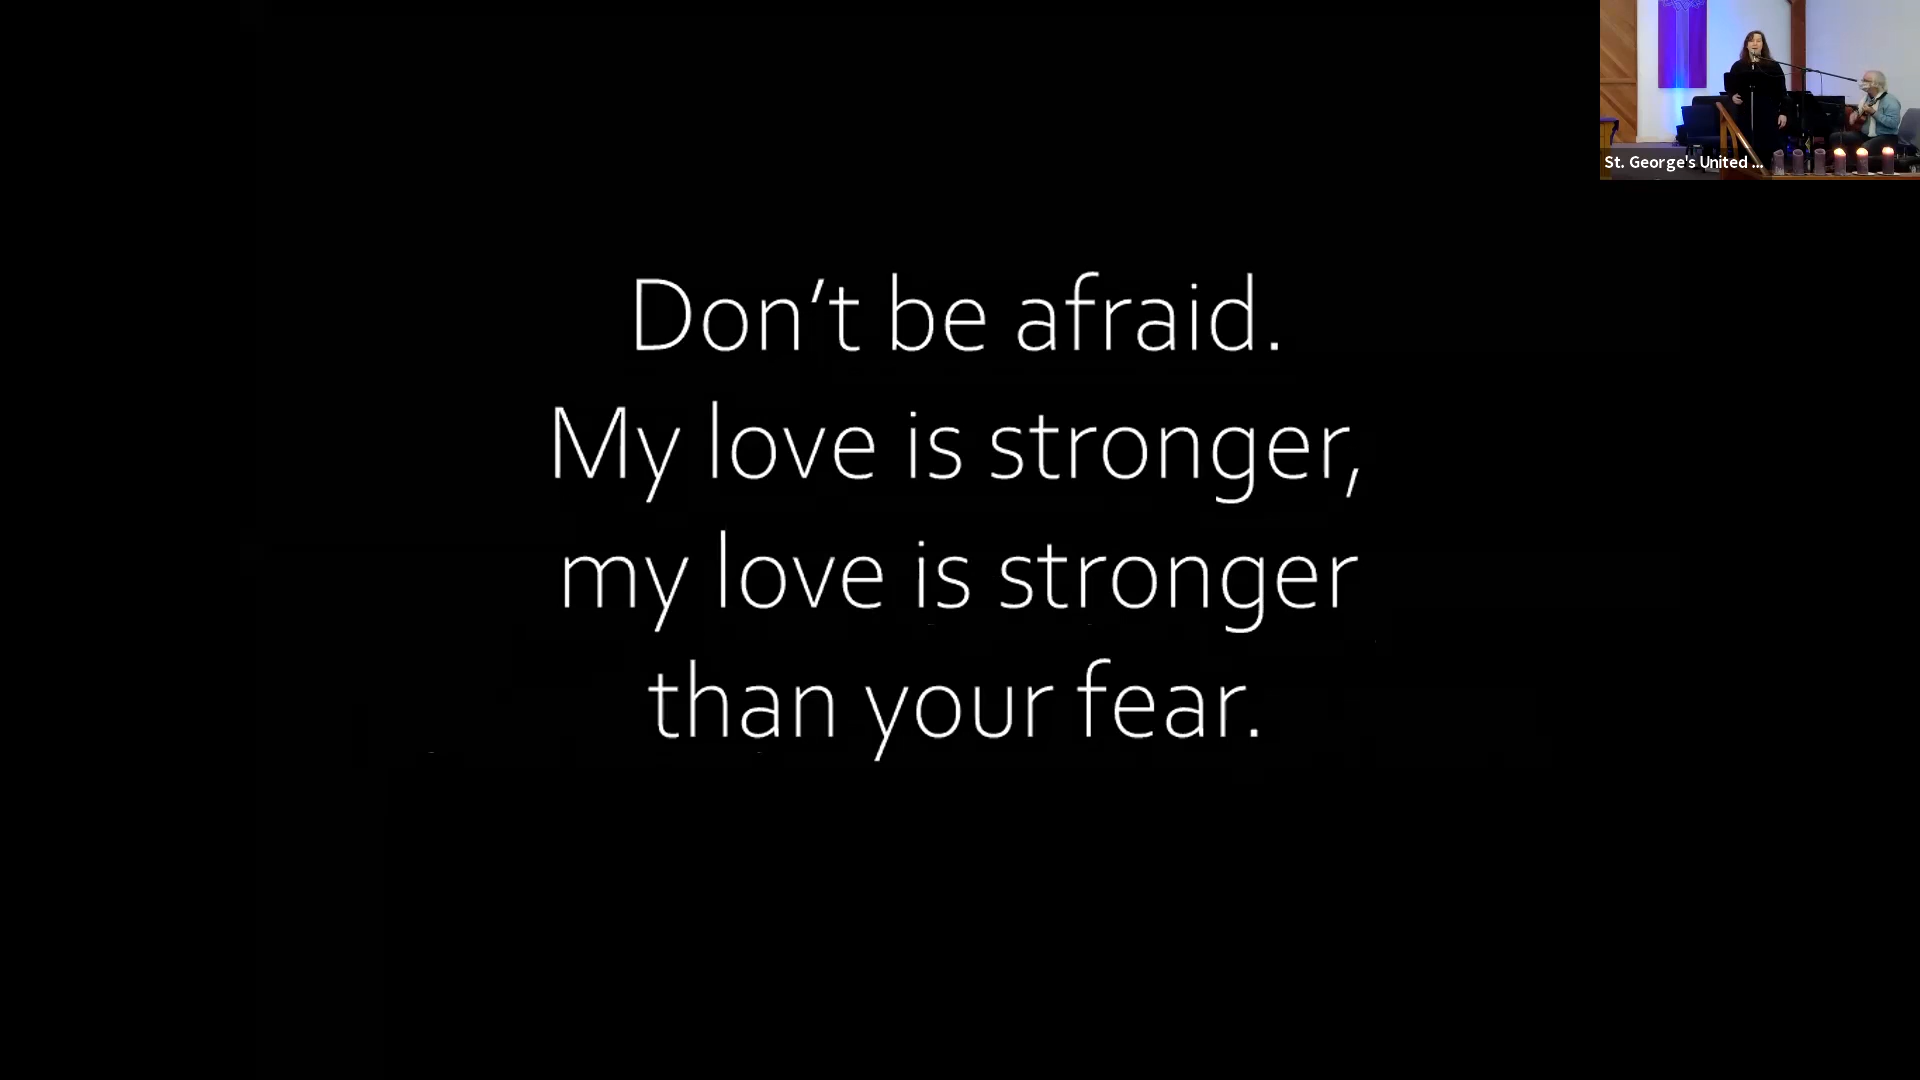 Don’t be afraid.
My love is stronger,
my love is stronger
than your fear.
St. George's United ...